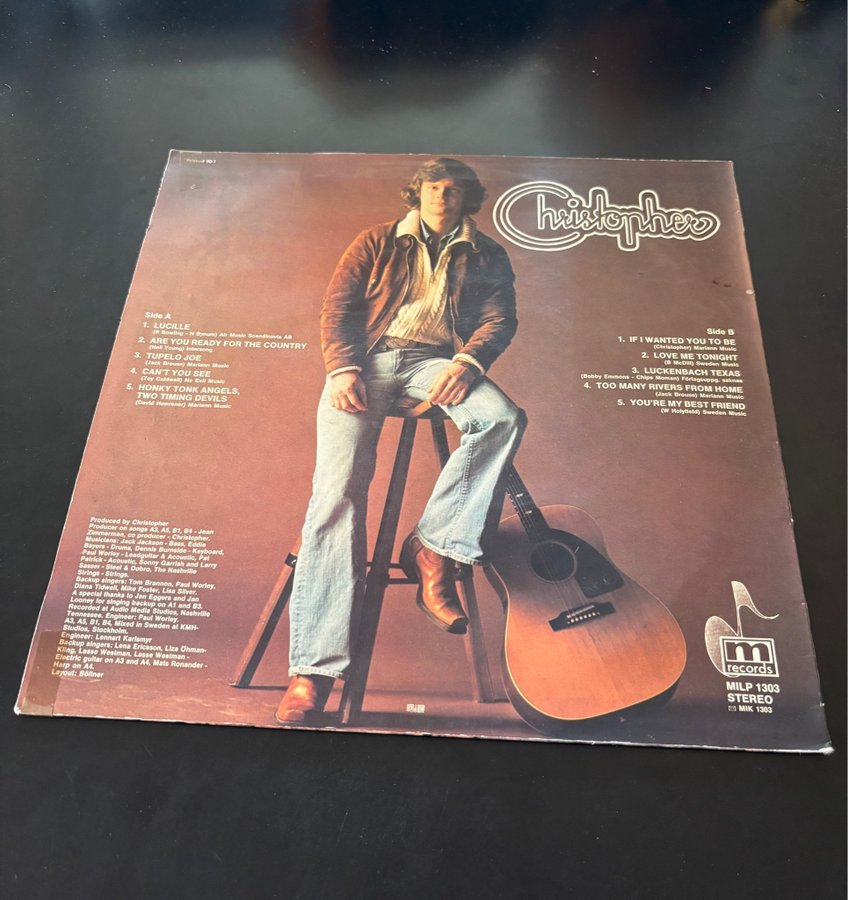 Christopher
Side A
1. LUCILLE
(R Bowling - H Bynum) Air Music Scandinavia AB
2. ARE YOU READY FOR THE COUNTRY
(Neil Young) Intersong
3. TUPELO JOE
(Jack Brouse) Mariann Music
4. CAN'T YOU SEE
(Toy Caldwell) No Exit Music
5. HONKY TONK ANGELS,
TWO TIMING DEVILS
(David Heavener) Mariann Music
Side B
1. IF I WANTED YOU TO BE
(Christopher) Mariann Music
2. LOVE ME TONIGHT
(B McDill) Sweden Music
3. LUCKENBACH TEXAS
(Bobby Emmons - Chips Moman) Förlagsuppg. saknas
4. TOO MANY RIVERS FROM HOME
(Jack Brouse) Mariann Music
5. YOU'RE MY BEST FRIEND
(W Holyfield) Sweden Music
Produced by Christopher
Producer on songs A3, A5, B1, B4 - Jean
Zimmerman, co producer - Christopher.
Musicians: Jack Jackson - Bass, Eddie
Bayers - Drums, Dennis Burnside - Keyboard,
Paul Worley - Leadguitar & Acoustic, Pat
Patrick - Acoustic, Sonny Garrish and Larry
Sasser - Steel & Dobro, The Nashville
Strings - Strings.
Backup singers: Tom Brannon, Paul Worley,
Diana Tidwell, Mike Foster, Lisa Silver.
A special thanks to Jan Eggers and Jan
Looney for singing backup on A1 and B3.
Recorded at Audio Media Studios, Nashville
Tennessee. Engineer: Paul Worley.
A3, A5, B1, B4, Mixed in Sweden at KMH-
Studios, Stockholm.
Engineer: Lennart Karlsmyr
Backup singers: Lena Ericsson, Liza Öhman-
Kling, Lasse Westman. Lasse Westman -
Electric guitar on A3 and A4, Mats Ronander -
Harp on A4.
Layout: Böllner
m
records
MILP 1303
STEREO
MIK 1303